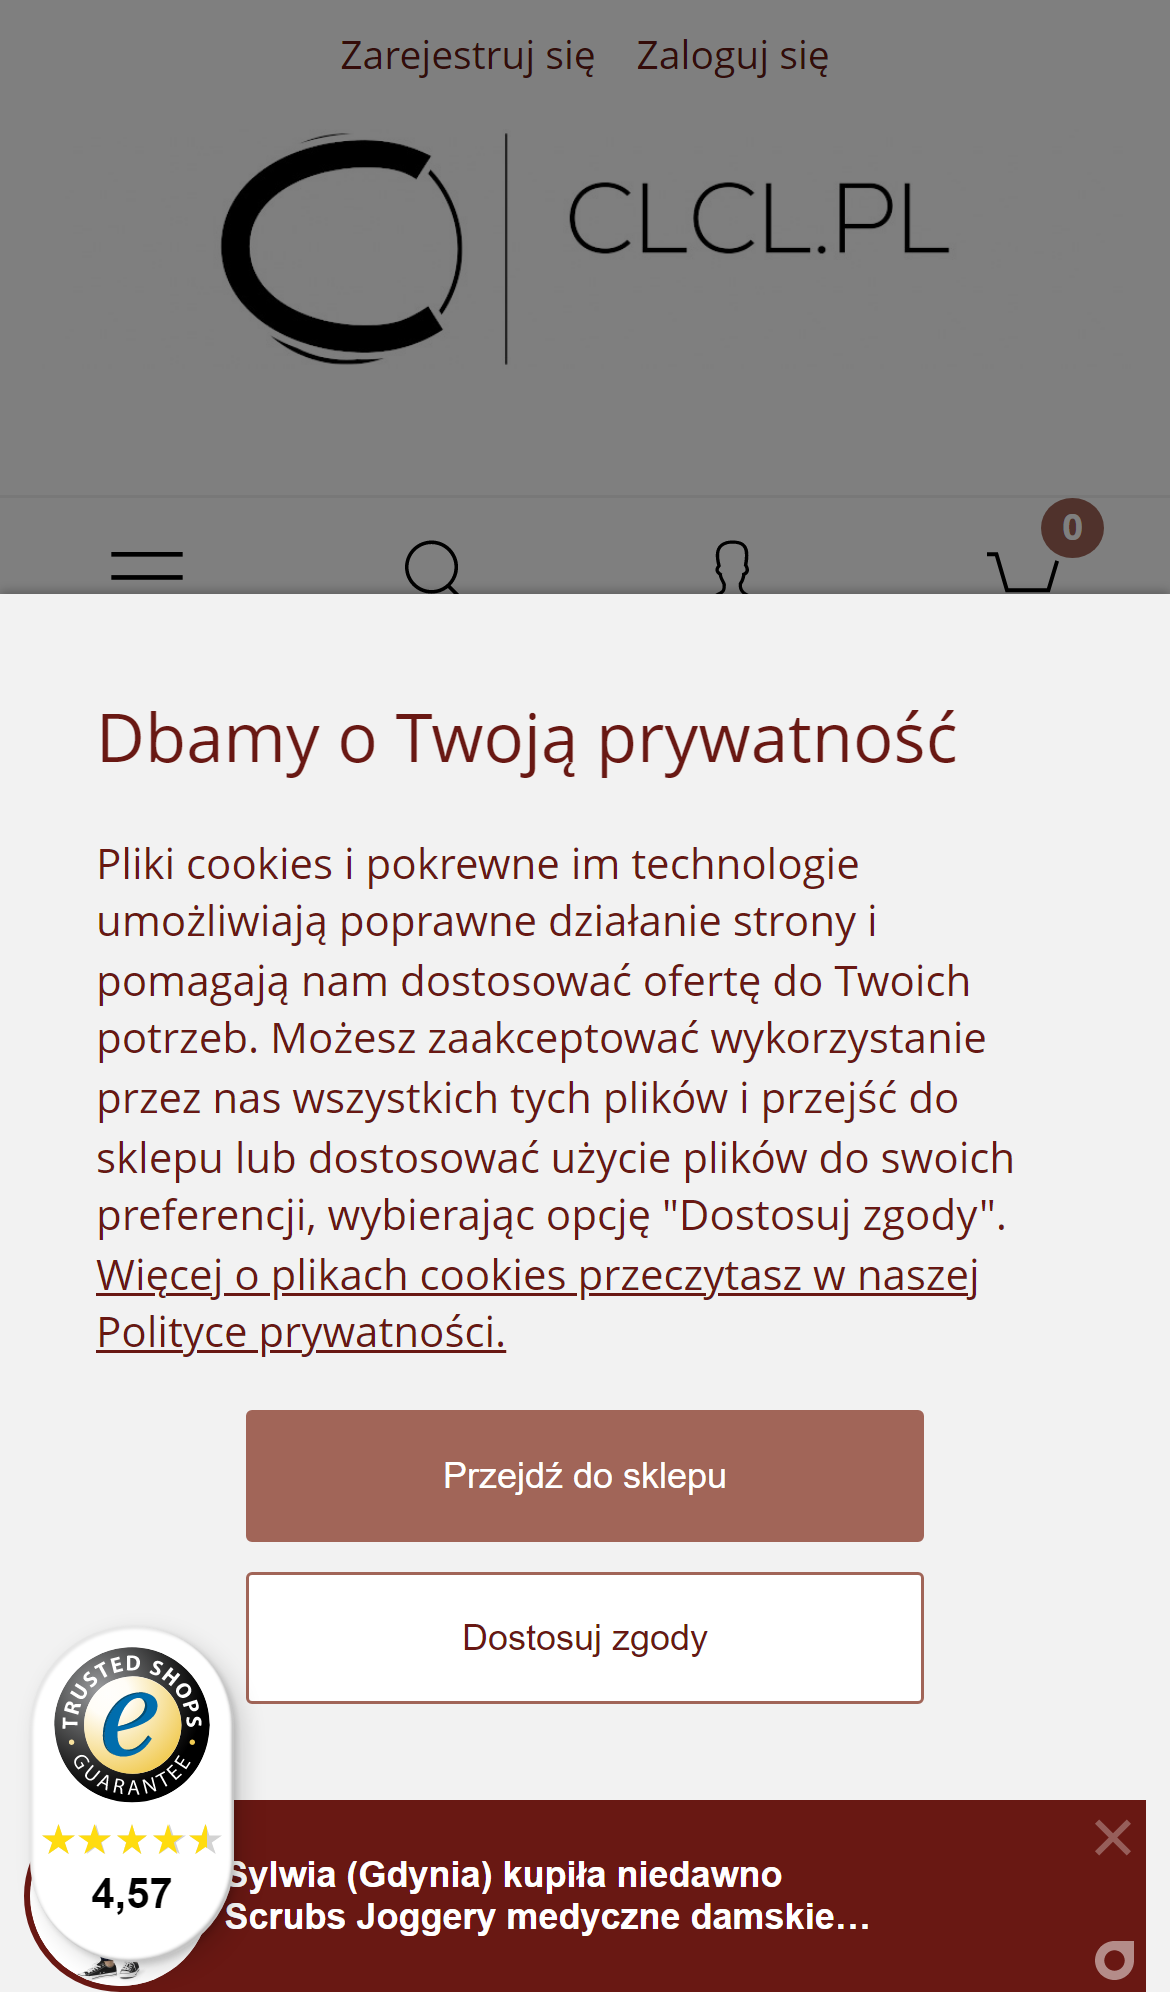 Zarejestruj się Zaloguj się
CLCL.PL
0
Dbamy o Twoją prywatność
Pliki cookies i pokrewne im technologie
umożliwiają poprawne działanie strony i
pomagają nam dostosować ofertę do Twoich
potrzeb. Możesz zaakceptować wykorzystanie
przez nas wszystkich tych plików i przejść do
sklepu lub dostosować użycie plików do swoich
preferencji, wybierając opcję "Dostosuj zgody".
Więcej o plikach cookies przeczytasz w naszej
Polityce prywatności.
Przejdź do sklepu
Dostosuj zgody
TRUSTED SHOPS
e
GUARANTEE
4,57
Sylwia (Gdynia) kupiła niedawno
Scrubs Joggery medyczne damskie...